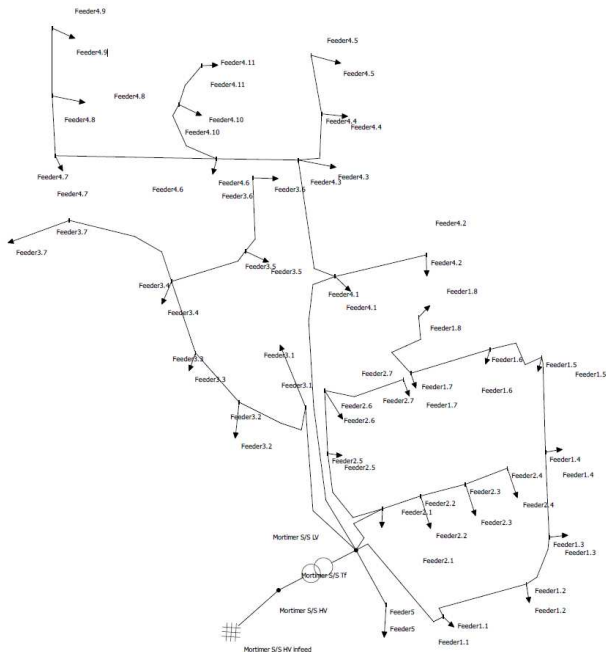 Feeder4.9
Feeder4.9
Feeder4.5
Feeder4.5
Feeder4.11
Feeder4.11
Feeder4.8
Feeder4.8
Feeder4.10
Feeder4.10
Feeder4.4
Feeder4.4
Feeder4.7
Feeder4.7
Feeder4.6
Feeder4.6
Feeder4.3
Feeder4.3
Feeder3.6
Feeder3.6
Feeder3.7
Feeder3.7
Feeder4.2
Feeder4.2
Feeder3.5
Feeder3.5
Feeder3.4
Feeder3.4
Feeder4.1
Feeder4.1
Feeder1.8
Feeder1.8
Feeder3.1
Feeder3.1
Feeder3.3
Feeder3.3
Feeder2.7
Feeder2.7
Feeder1.7
Feeder1.7
Feeder1.6
Feeder1.6
Feeder1.5
Feeder1.5
Feeder3.2
Feeder3.2
Feeder2.6
Feeder2.6
Feeder2.5
Feeder2.5
Feeder1.4
Feeder1.4
Feeder2.4
Feeder2.4
Feeder2.3
Feeder2.3
Feeder2.2
Feeder2.2
Feeder2.1
Feeder2.1
Feeder1.3
Feeder1.3
Mortimer S/S LV
Mortimer S/S Tf
Mortimer S/S HV
Mortimer S/S HV Infeed
Feeder5
Feeder5
Feeder1.2
Feeder1.2
Feeder1.1
Feeder1.1